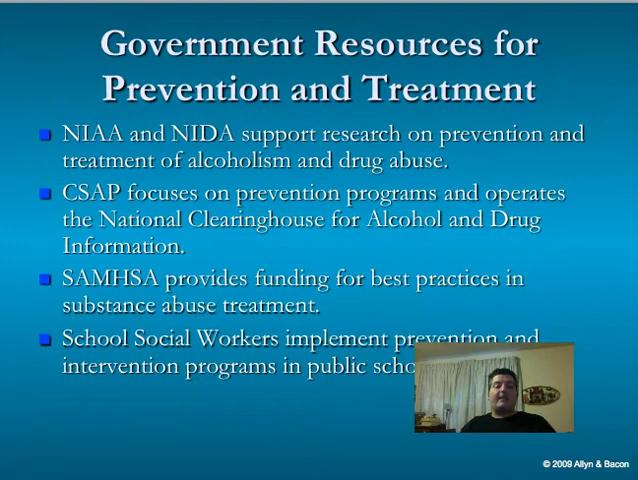 Government Resources for
Prevention and Treatment
NIAA and NIDA support research on prevention and
treatment of alcoholism and drug abuse.
CSAP focuses on prevention programs and operates
the National Clearinghouse for Alcohol and Drug
Information.
SAMHSA provides funding for best practices in
substance abuse treatment.
School Social Workers implement prevention and
intervention programs in public
© 2009 Allyn & Bacon